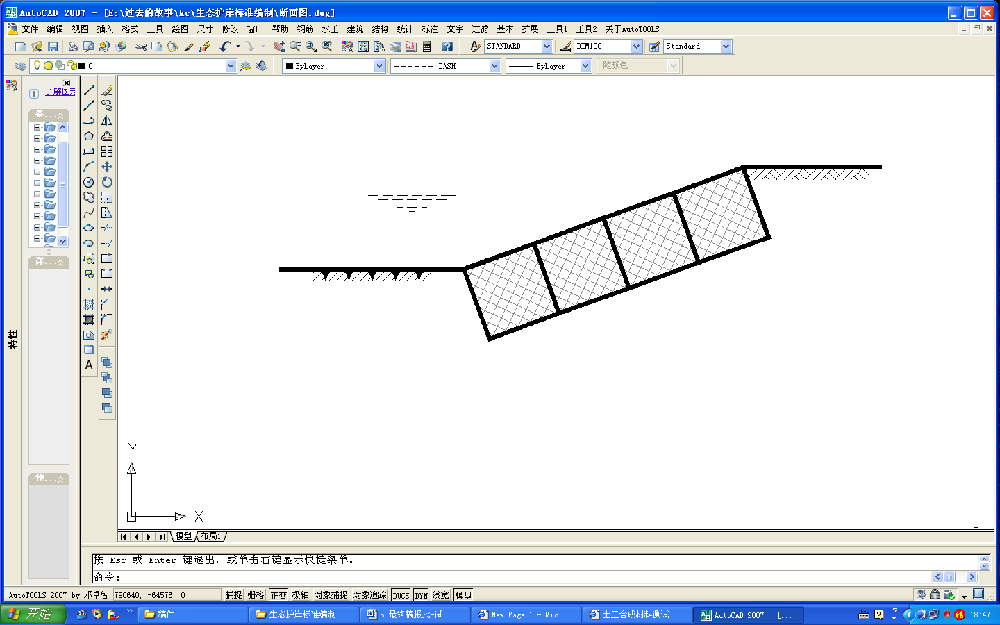 AutoCAD 2007 - [E:\过去的故事\kc\生态护岸标准编制\断面图.dwg]
文件 编辑 视图 插入 格式 工具 绘图 尺寸 修改 窗口 帮助 钢筋 水工 建筑 结构 统计 标注 文字 过滤 基本 扩展 工具1 工具2 关于AutoTOOLS
STANDARD DIM100 Standard
0 ByLayer DASH ByLayer 随颜色
了解图形
备...
详...
预...
特性
A
Y
X
模型 布局1
按 Esc 或 Enter 键退出，或单击右键显示快捷菜单。
命令:
AutoTOOLS 2007 by 邓卓智 790640, -64576, 0 捕捉 栅格 正交 极轴 对象捕捉 对象追踪 DUCS DYN 线宽 模型
开始 稿件 生态护岸标准编制 5 最终稿报批-试... New Page 1 - Mic... 土工合成材料测试... AutoCAD 2007 - [... 18:47